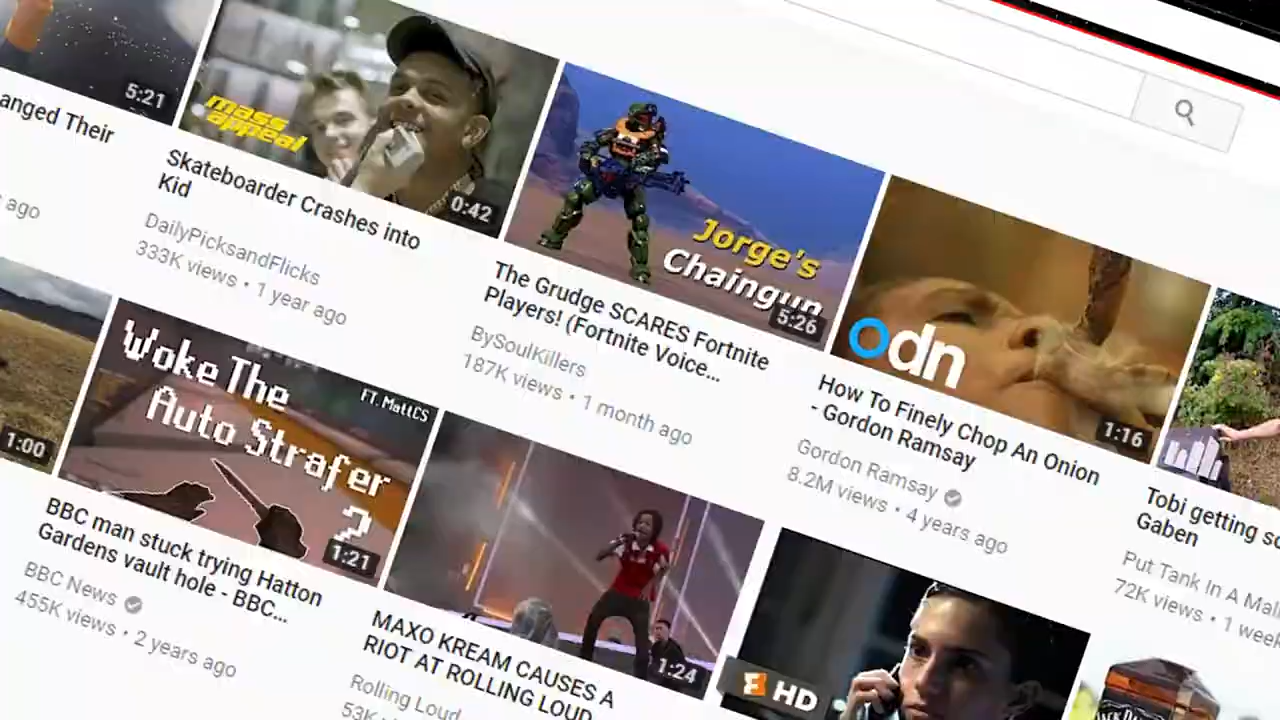 5:21
anged Their
ago
mass
appeal
0:42
Skateboarder Crashes into
Kid
DailyPicksandFlicks
333K views • 1 year ago
Jorge's
Chaingun
5:26
The Grudge SCARES Fortnite
Players! (Fortnite Voice...
BySoulKillers
187K views • 1 month ago
odn
1:16
How To Finely Chop An Onion
- Gordon Ramsay
Gordon Ramsay
8.2M views • 4 years ago
Tobi getting
Gaben
Put Tank In A
72K views • 1
1:00
Woke The
Auto Strafer
2
FT. MattCS
1:21
BBC man stuck trying Hatton
Gardens vault hole - BBC...
BBC News
455K views • 2 years ago
1:24
MAXO KREAM CAUSES A
RIOT AT ROLLING LOUD
Rolling Loud
53K
HD